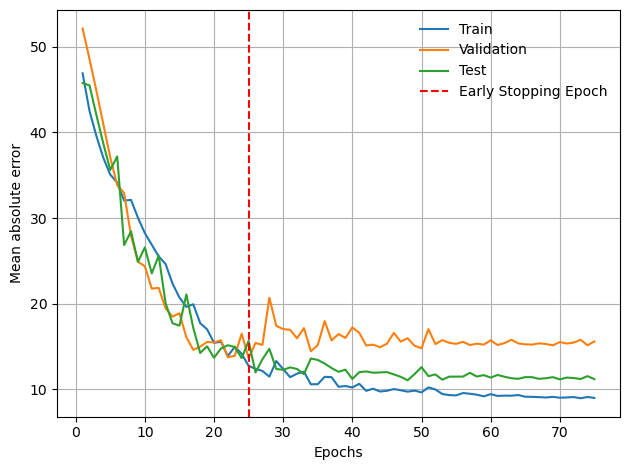 Train
Validation
Test
Early Stopping Epoch
Mean absolute error
50
40
30
20
10
0 10 20 30 40 50 60 70
Epochs